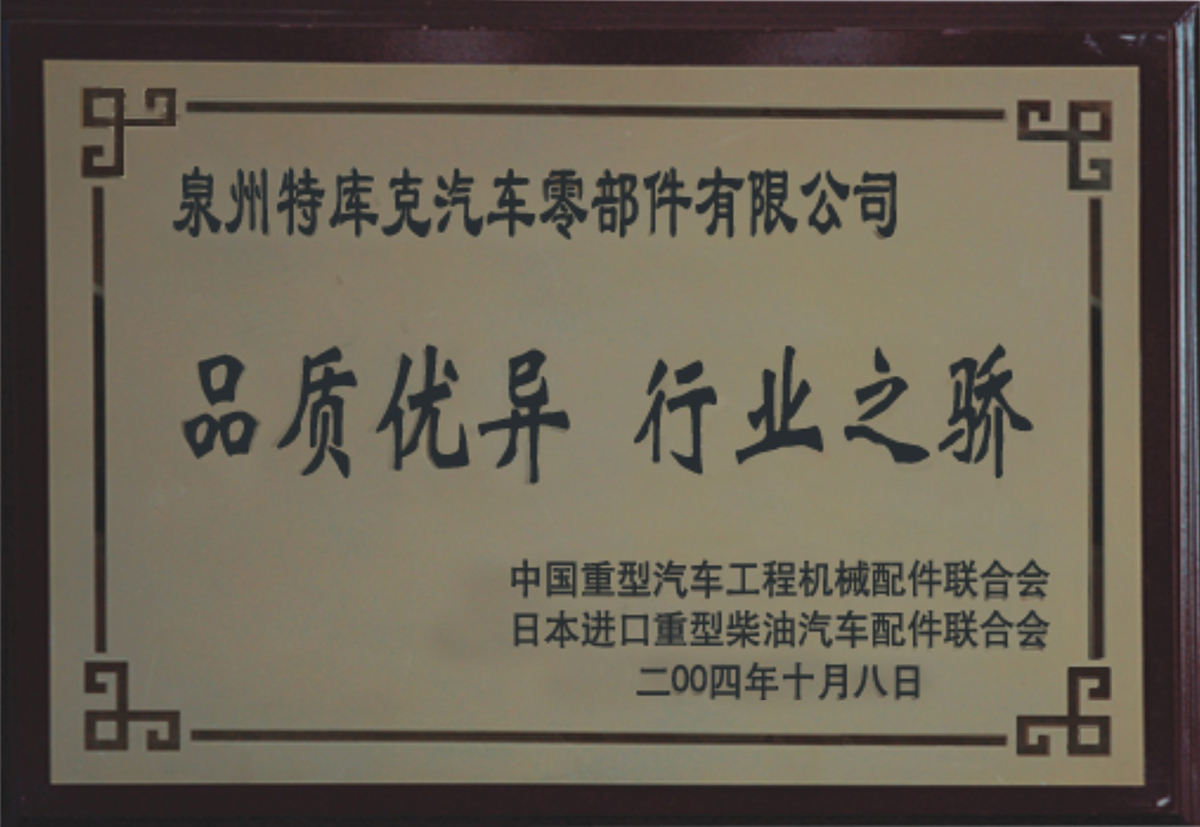 泉州特库克汽车零部件有限公司
品质优异 行业之骄
中国重型汽车工程机械配件联合会
日本进口重型柴油汽车配件联合会
二00四年十月八日